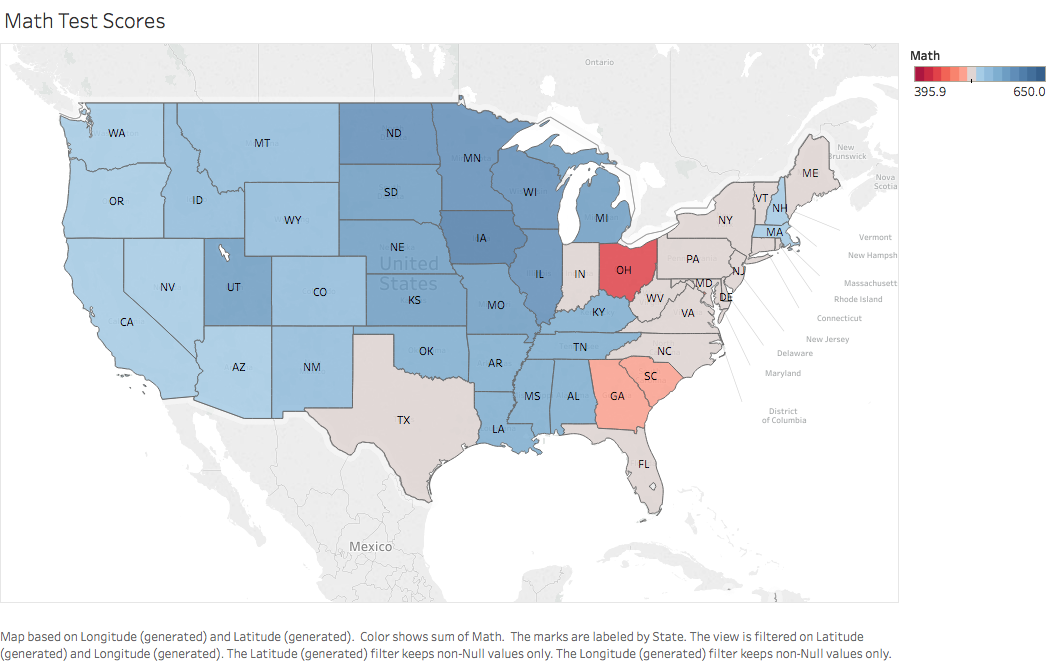 Math Test Scores
Math
395.9 650.0
Ontario
New
Brunswick
Nova
Scotia
WA
MT
ND
MN
ME
OR
ID
SD
WI
VT
NH
WY
MI
NY
MA
NE
IA
United
States
PA
NV
UT
CO
KS
IL
IN
OH
NJ
MD
DE
MO
WV
VA
KY
CA
AZ
NM
OK
AR
TN
NC
SC
MS
AL
GA
TX
LA
FL
Vermont
New Hampsh
Massachusett
Rhode Island
Connecticut
New Jersey
Delaware
Maryland
District
of Columbia
Mexico
Map based on Longitude (generated) and Latitude (generated).  Color shows sum of Math.  The marks are labeled by State. The view is filtered on Latitude
(generated) and Longitude (generated). The Latitude (generated) filter keeps non-Null values only. The Longitude (generated) filter keeps non-Null values only.